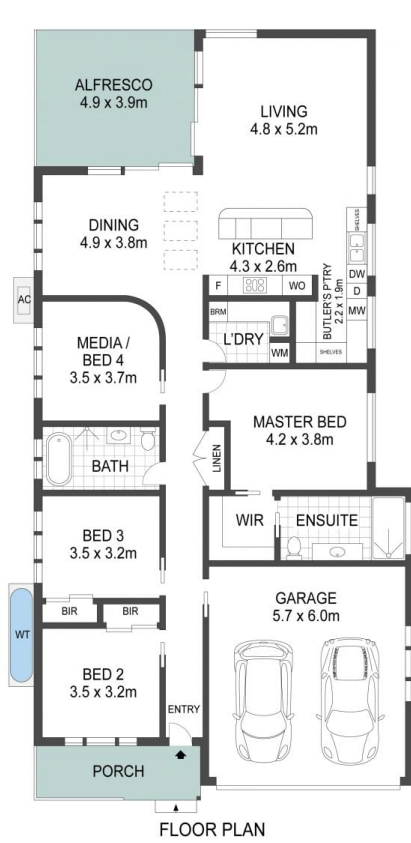 ALFRESCO
4.9 x 3.9m
LIVING
4.8 x 5.2m
DINING
4.9 x 3.8m
KITCHEN
4.3 x 2.6m
SHELVES
BUTLER'S P'TRY
2.2 x 1.9m
DW
D
MW
F
WO
AC
BRM
L'DRY
WM
SHELVES
MEDIA /
BED 4
3.5 x 3.7m
MASTER BED
4.2 x 3.8m
LINEN
BATH
WIR
ENSUITE
BED 3
3.5 x 3.2m
BIR
BIR
GARAGE
5.7 x 6.0m
WT
BED 2
3.5 x 3.2m
ENTRY
PORCH
FLOOR PLAN